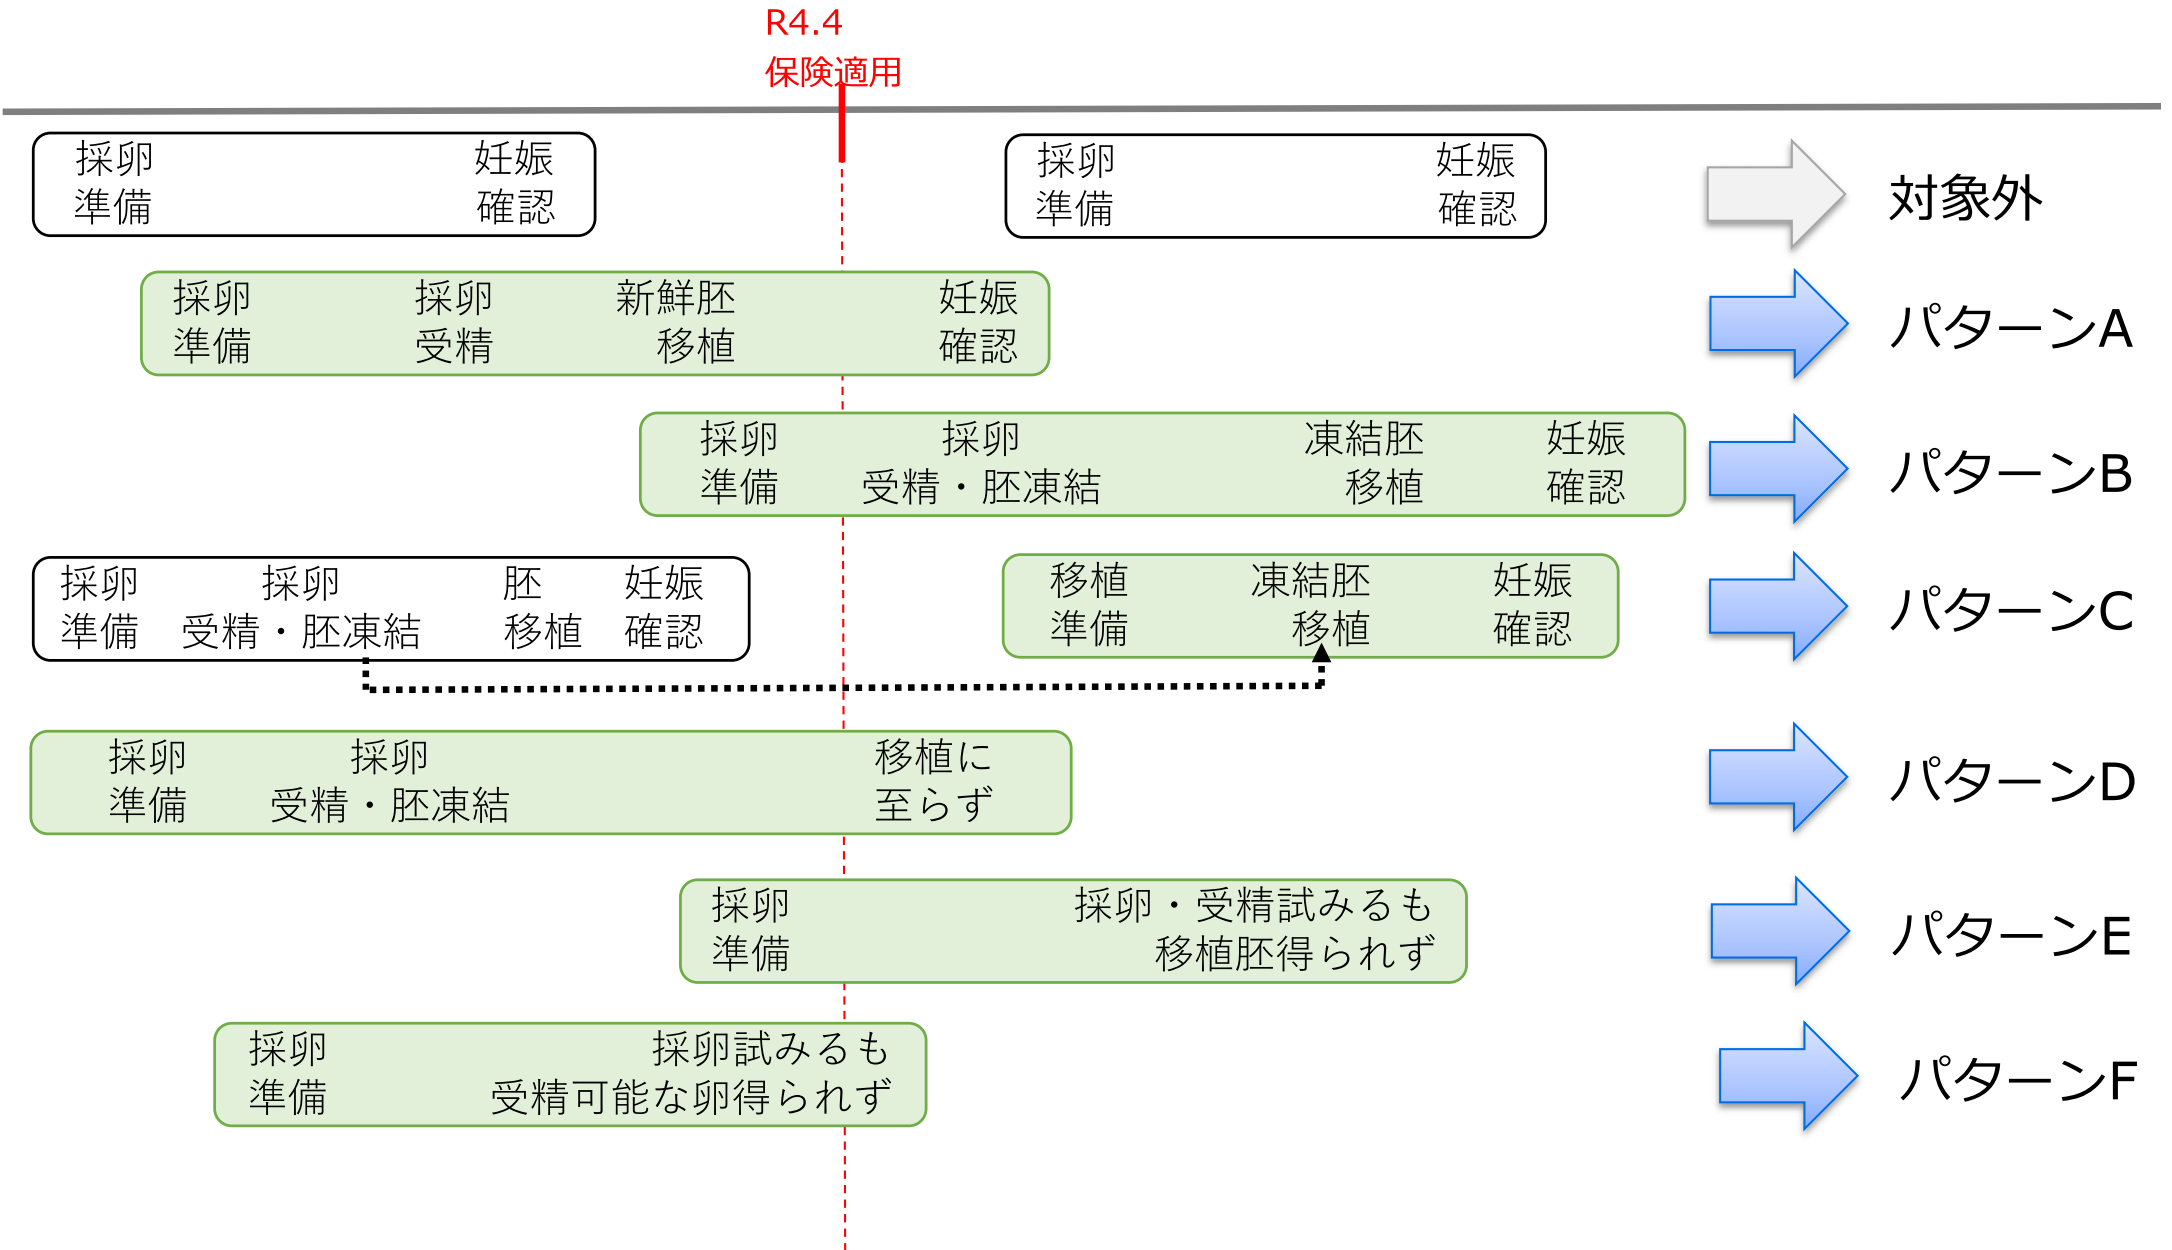 R4.4
保険適用
採卵 妊娠
準備 確認
採卵 妊娠
準備 確認
対象外
採卵 採卵 新鮮胚 妊娠
準備 受精 移植 確認
パターンA
採卵 採卵 凍結胚 妊娠
準備 受精・胚凍結 移植 確認
パターンB
採卵 採卵 胚 妊娠
準備 受精・胚凍結 移植 確認
移植 凍結胚 妊娠
準備 移植 確認
パターンC
採卵 採卵 移植に
準備 受精・胚凍結 至らず
パターンD
採卵 採卵・受精試みるも
準備 移植胚得られず
パターンE
採卵 採卵試みるも
準備 受精可能な卵得られず
パターンF